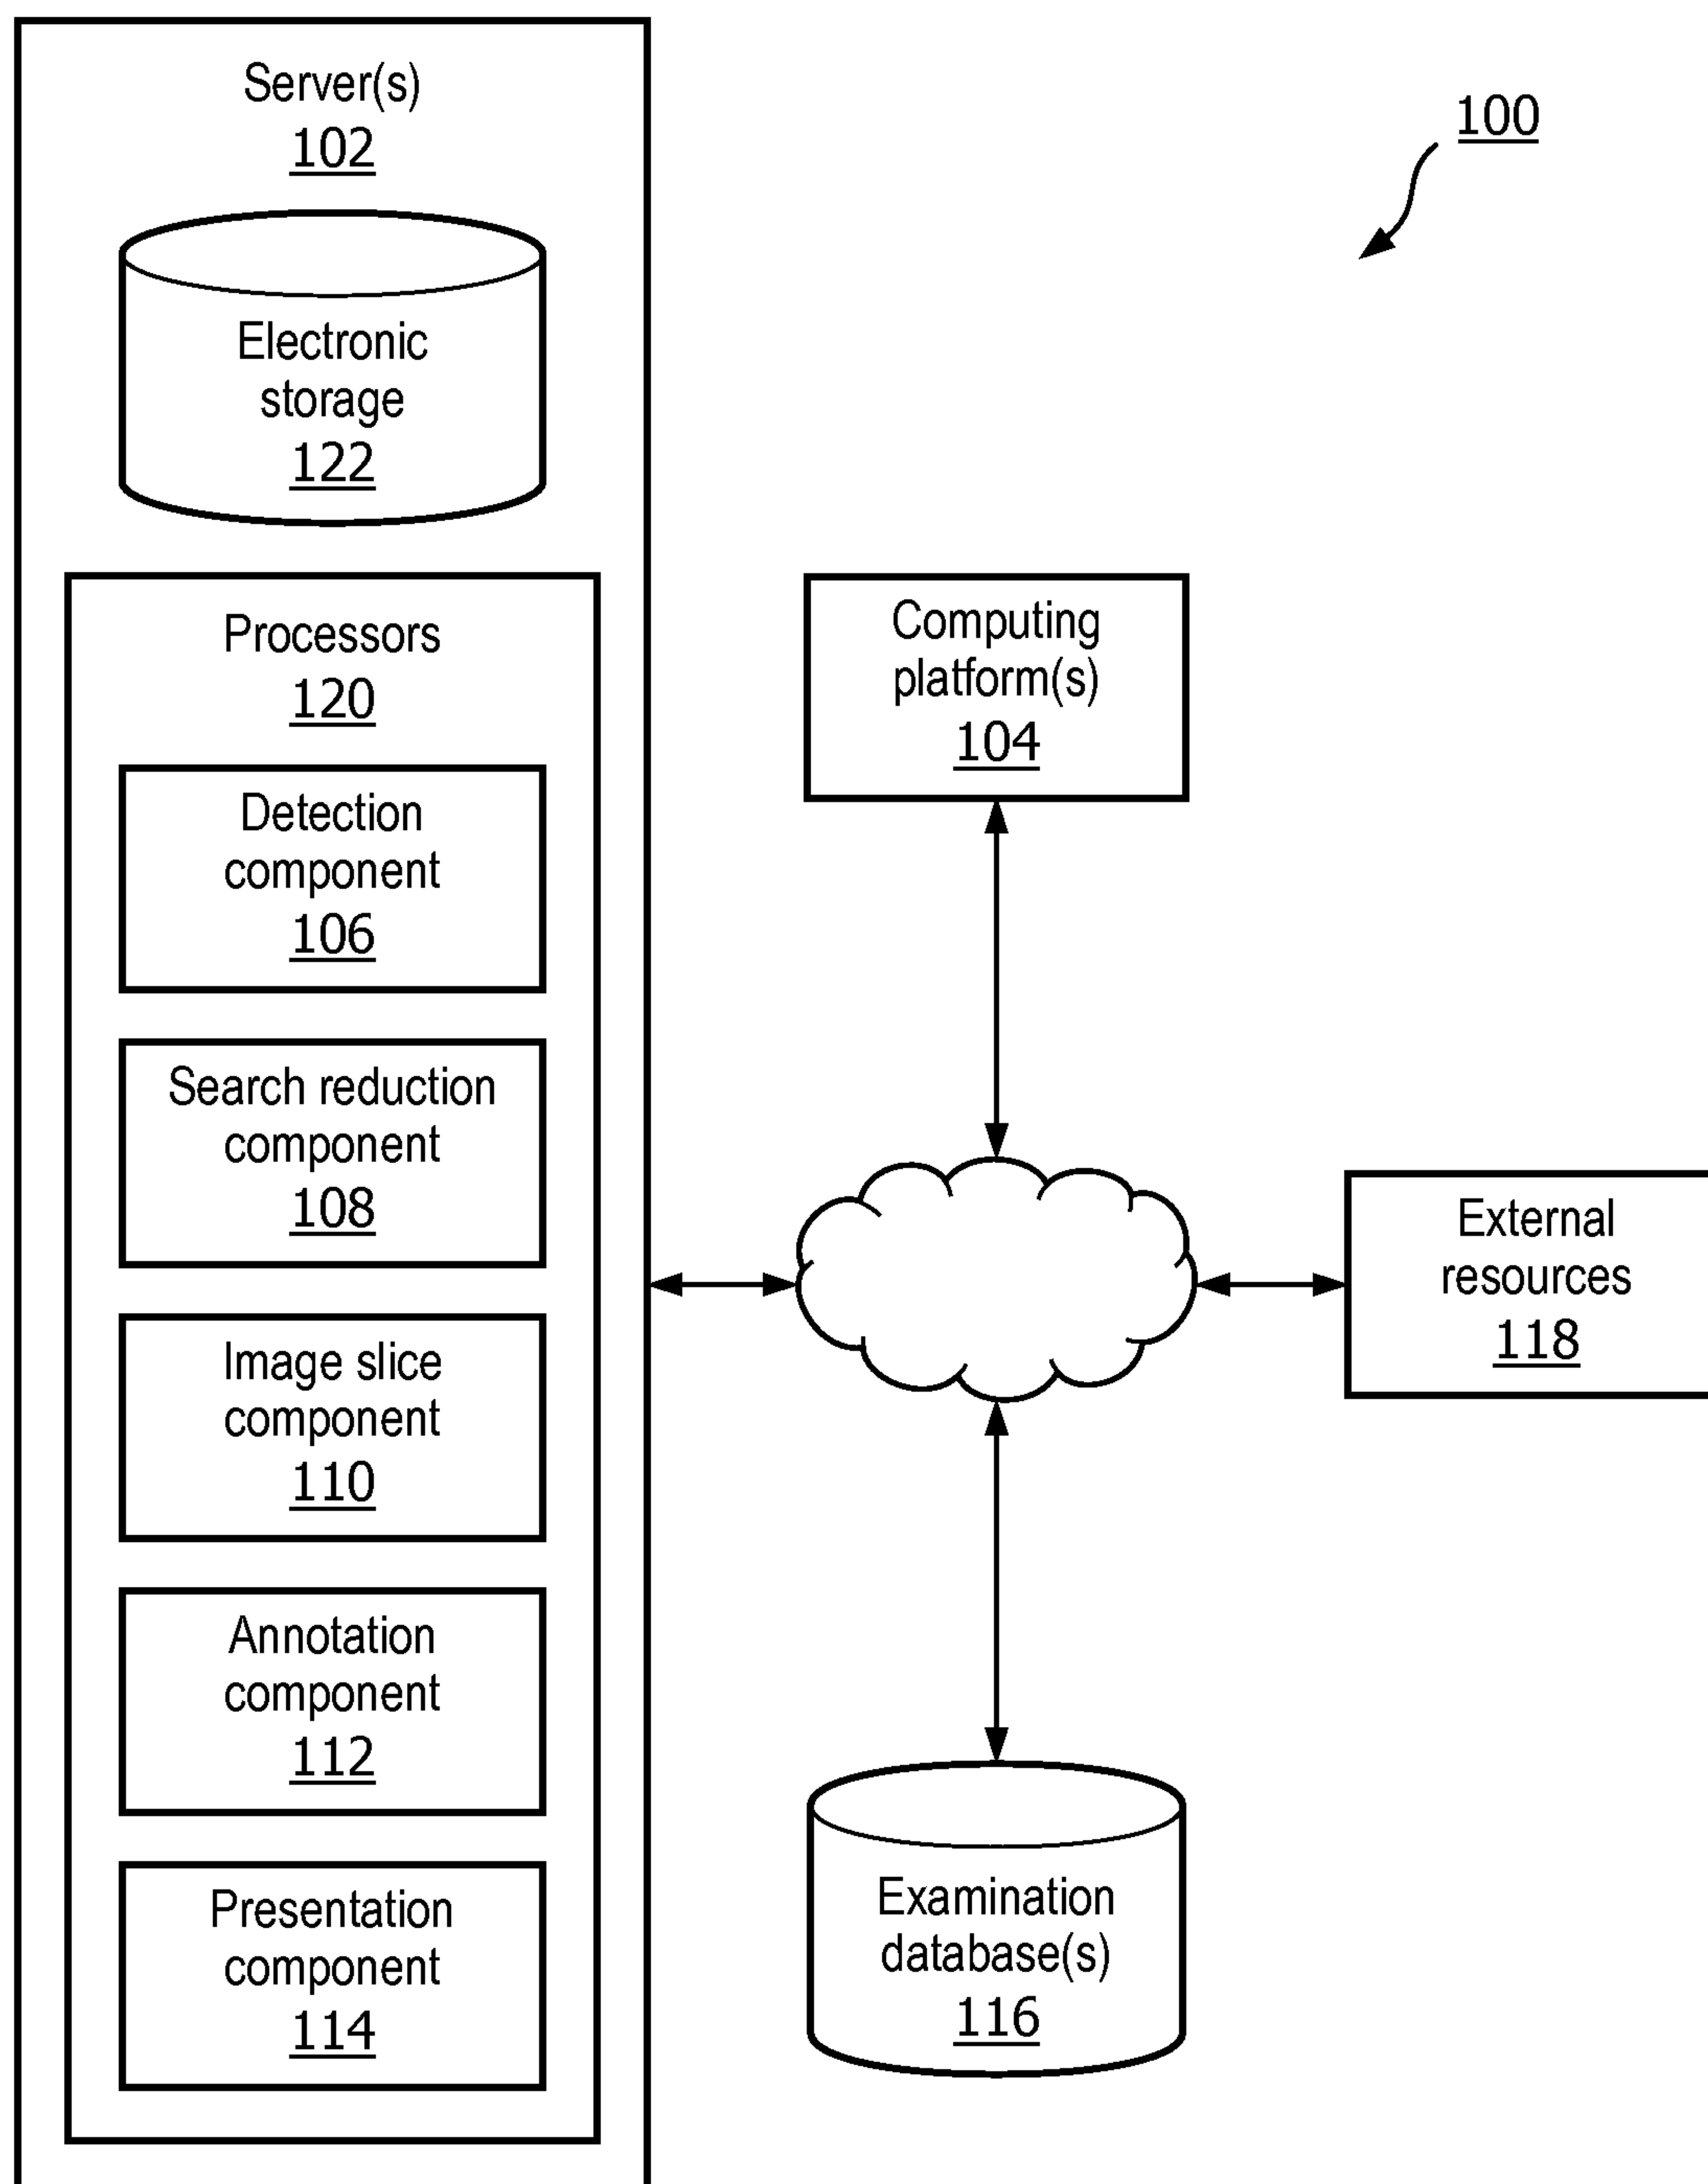 Server(s)
102
100
Electronic
storage
122
Processors
120
Detection
component
106
Search reduction
component
108
Image slice
component
110
Annotation
component
112
Presentation
component
114
Computing
platform(s)
104
External
resources
118
Examination
database(s)
116